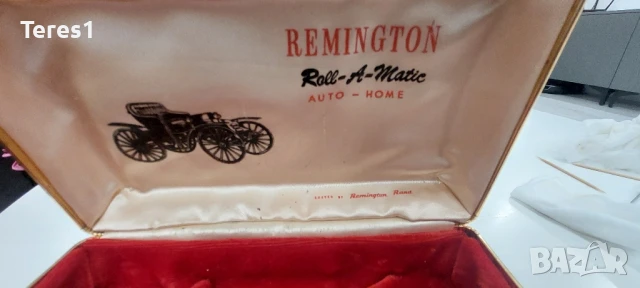 Teres1
REMINGTON
Roll-A-Matic
AUTO - HOME
Remington Rand
BAZAR